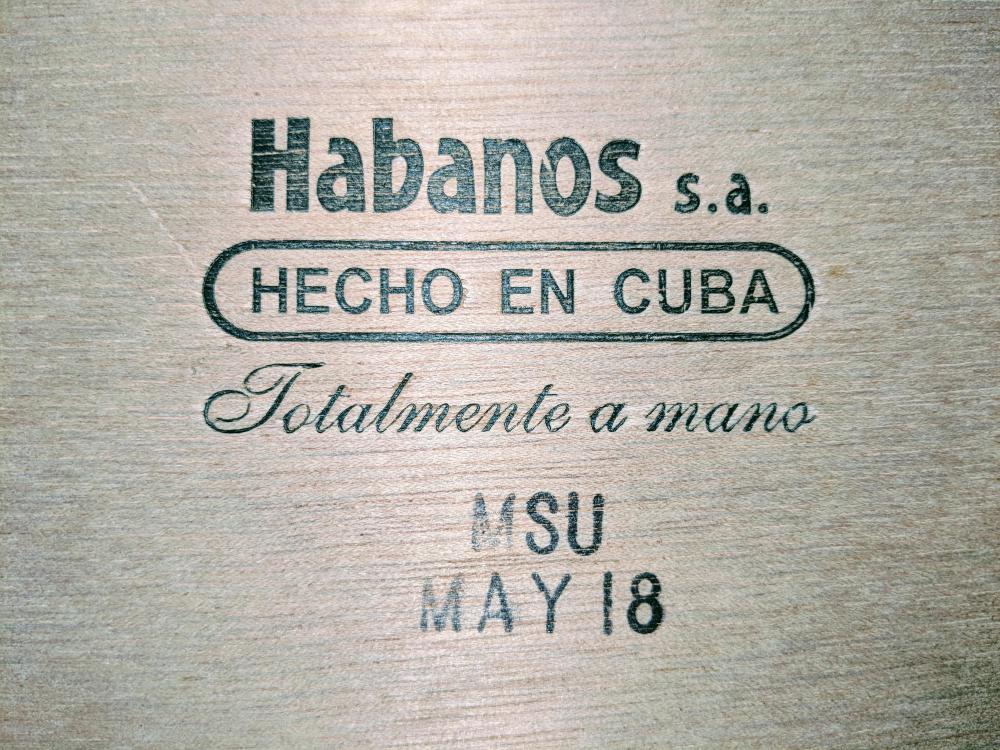 Habanos s.a.
HECHO EN CUBA
Totalmente a mano
MSU
MAY 18